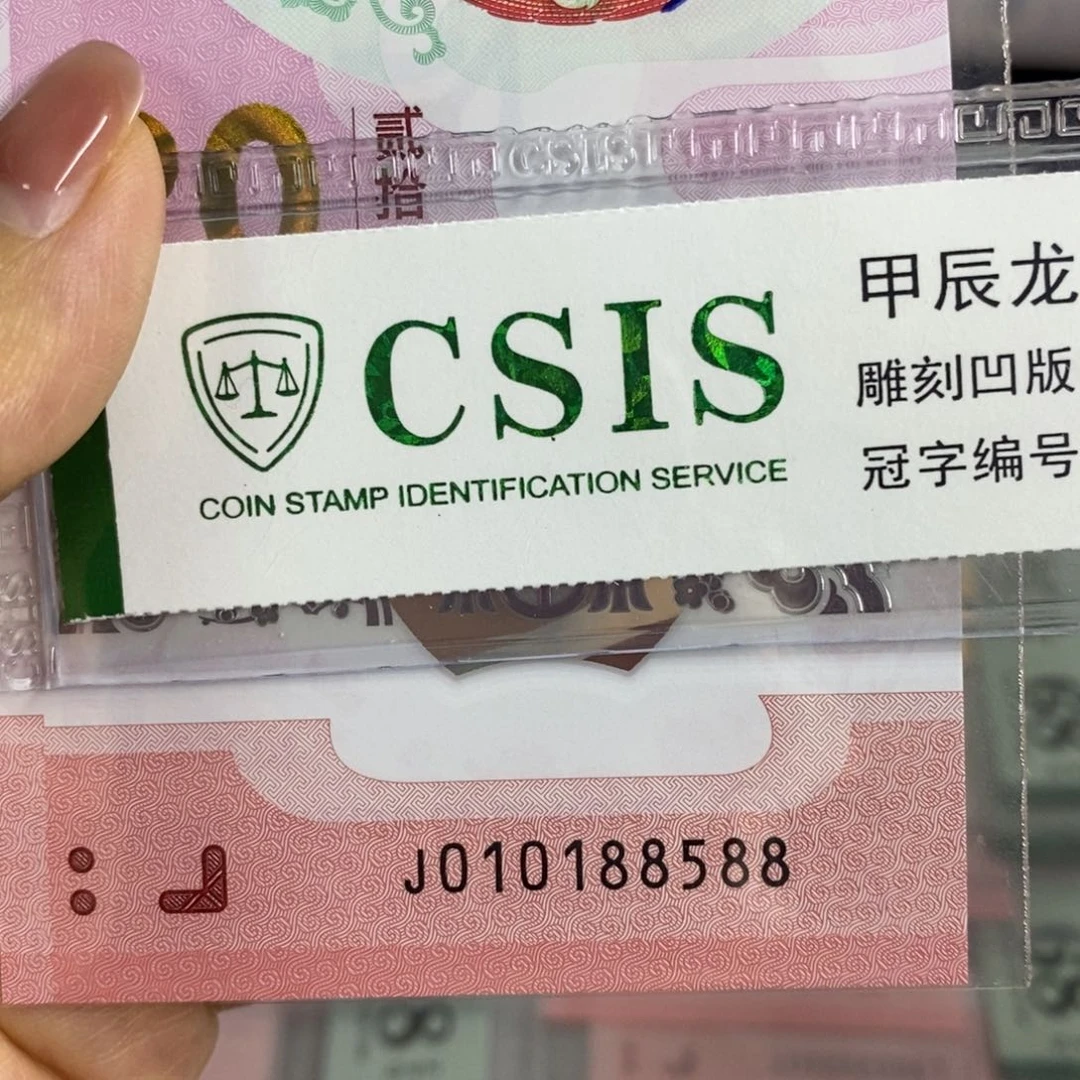 贰拾
CSIS
CSIS
COIN STAMP IDENTIFICATION SERVICE
甲辰龙
雕刻凹版
冠字编号
J010188588